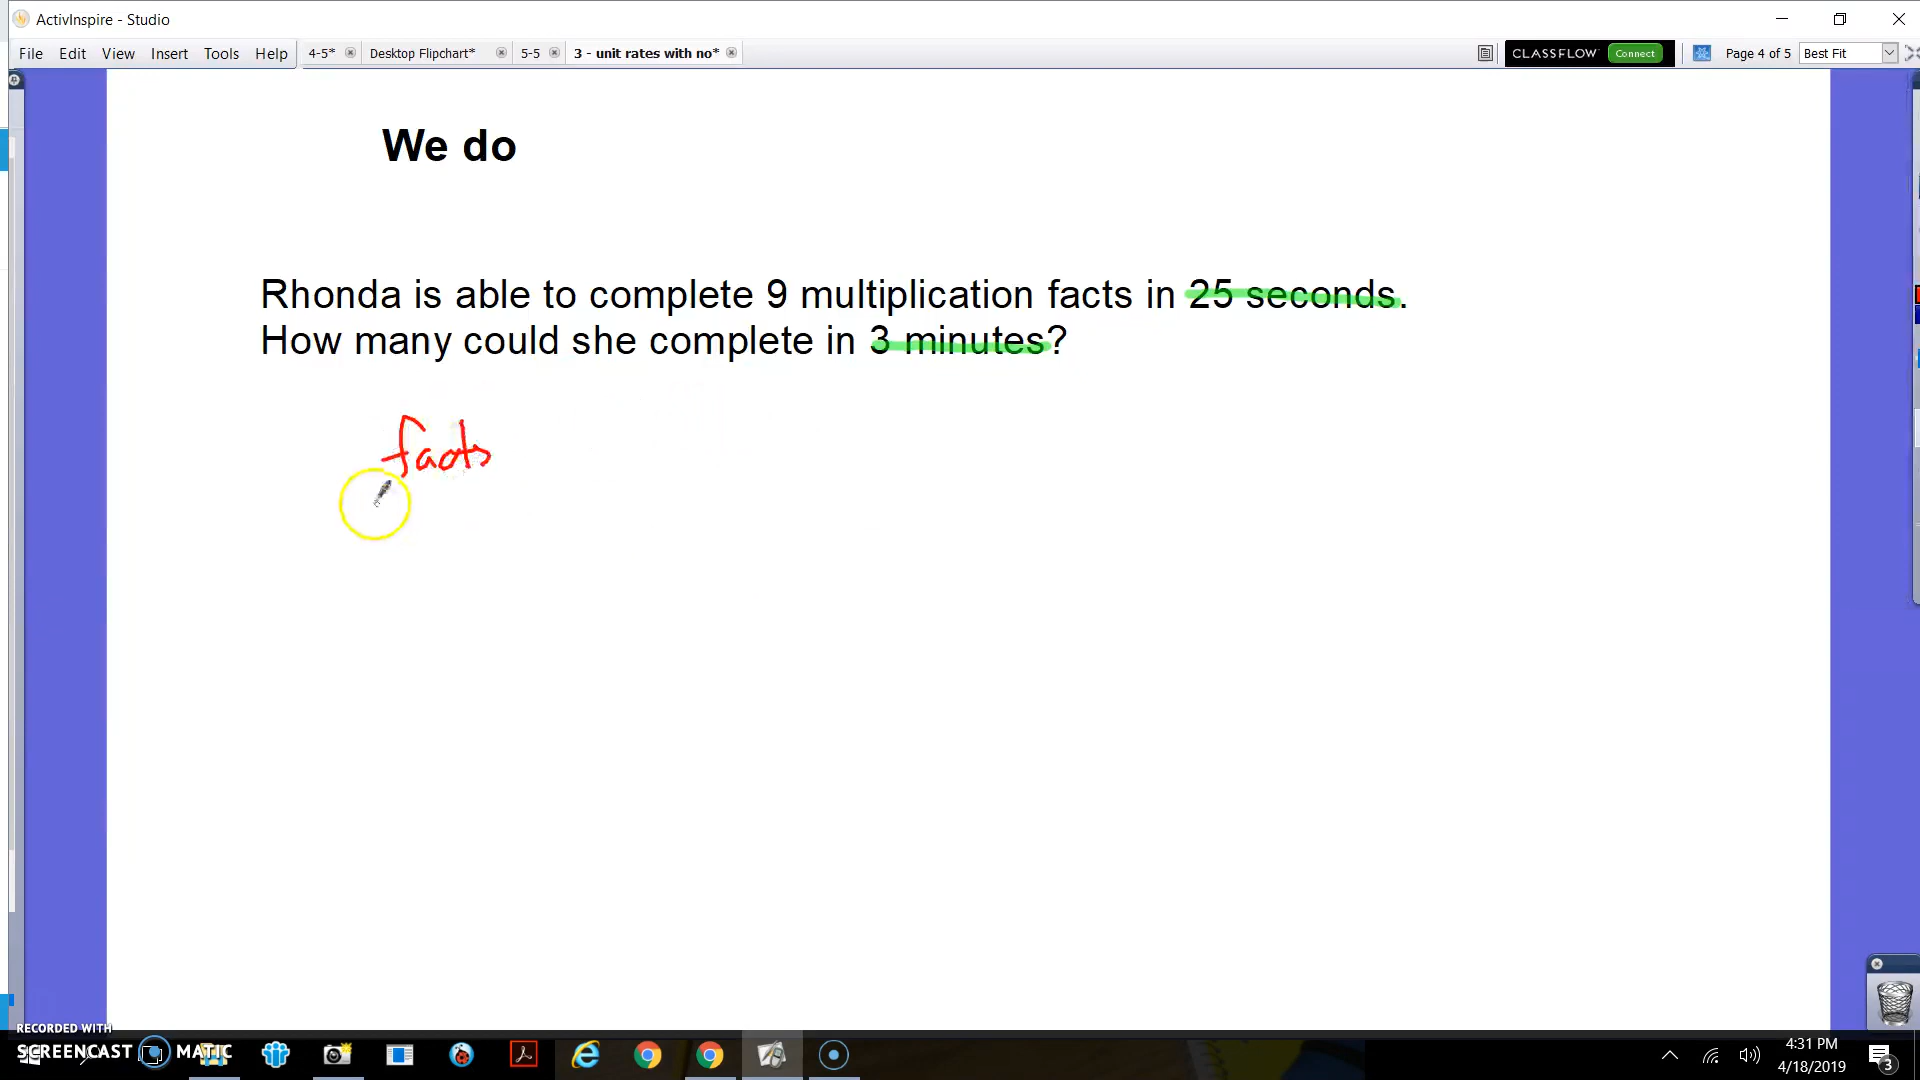 ActivInspire - Studio
File Edit View Insert Tools Help 4-5* Desktop Flipchart* 5-5 3 - unit rates with no* CLASSFLOW Connect Page 4 of 5 Best Fit
We do
Rhonda is able to complete 9 multiplication facts in 25 seconds.
How many could she complete in 3 minutes?
facts
RECORDED WITH
SCREENCAST MATIC
4:31 PM
4/18/2019
3